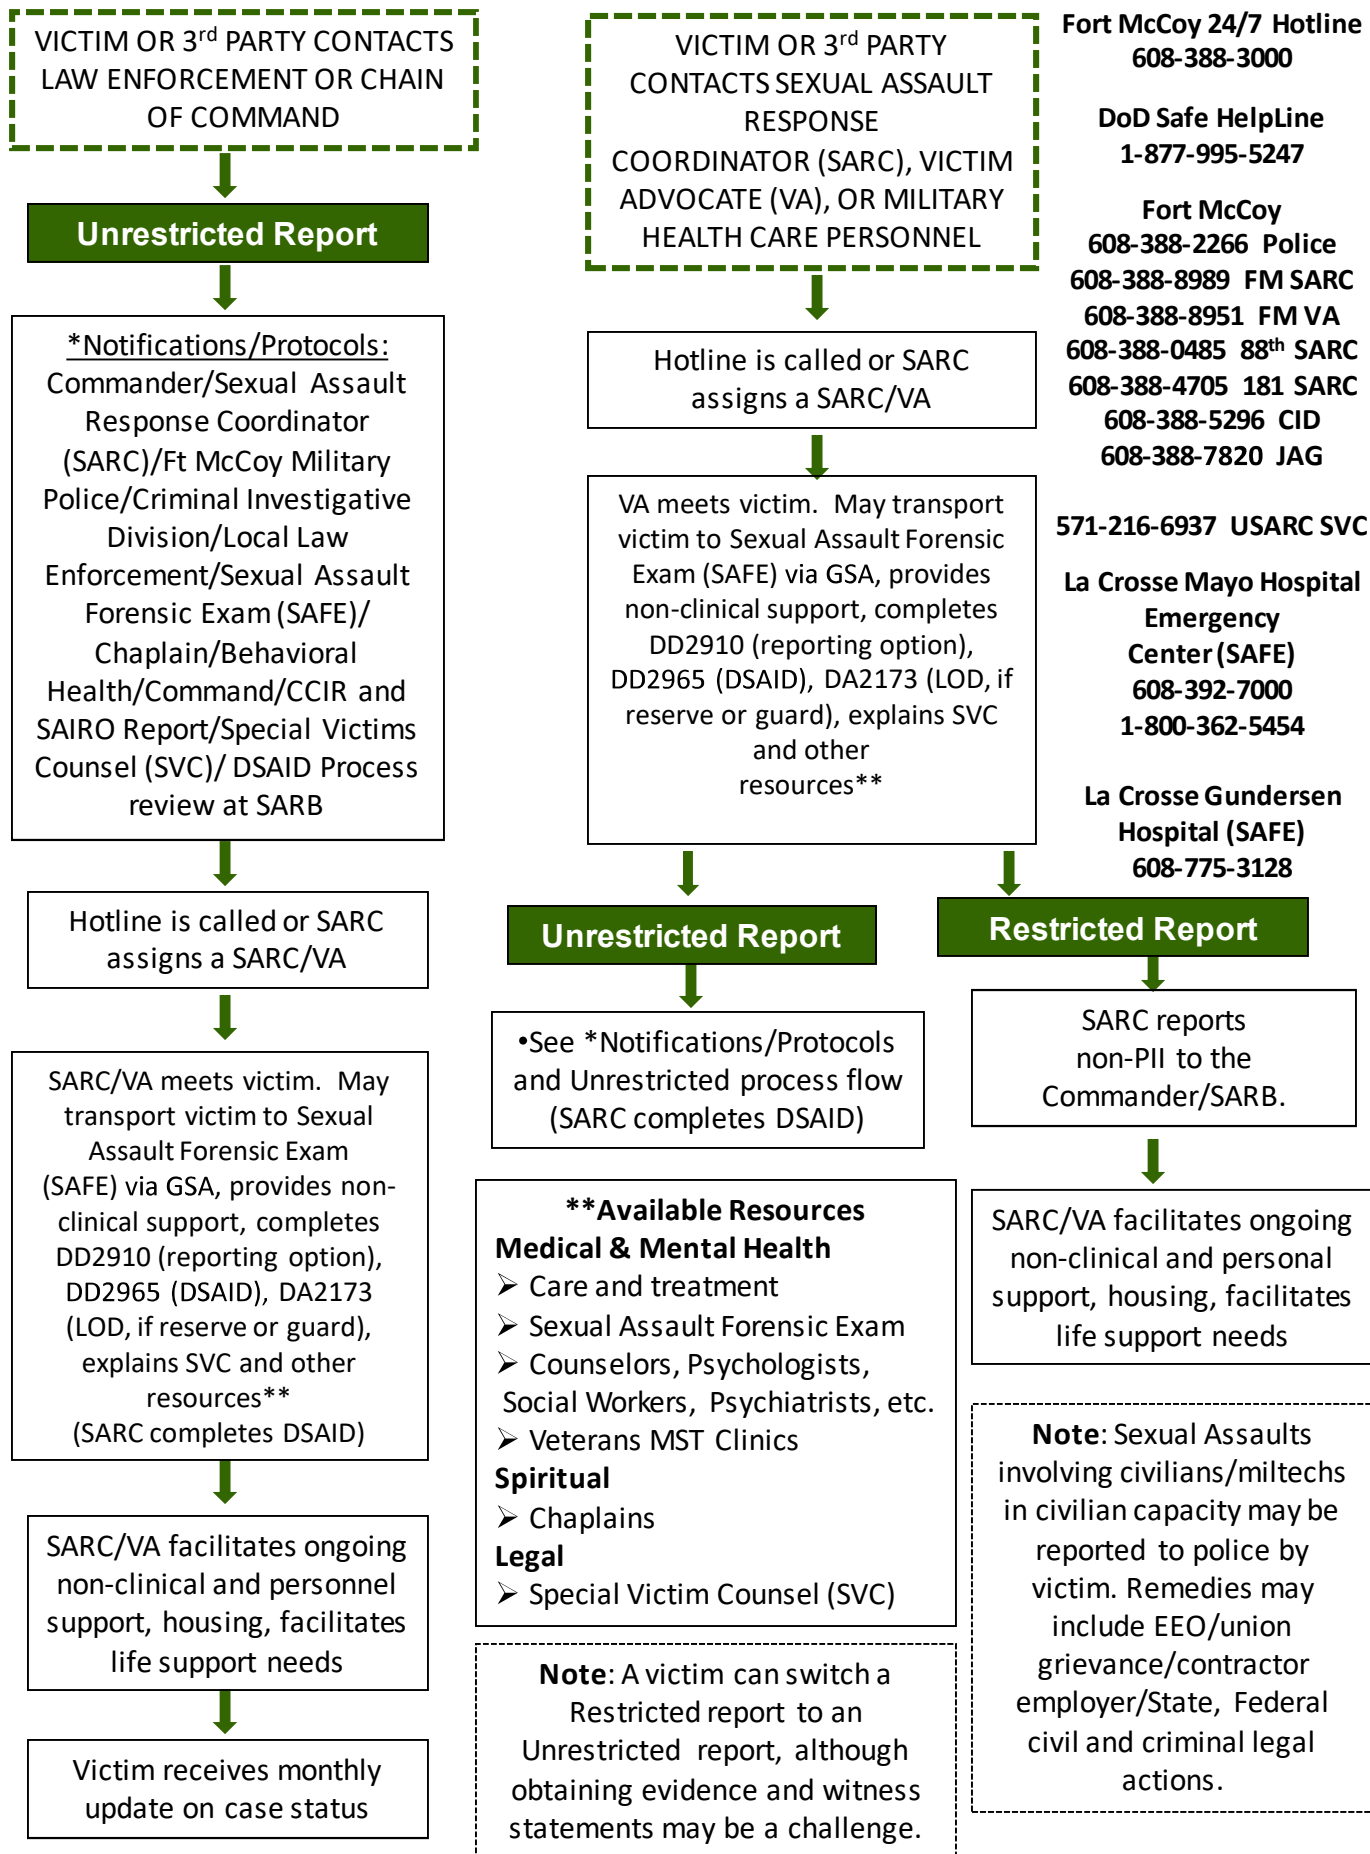 VICTIM OR 3rd PARTY CONTACTS
LAW ENFORCEMENT OR CHAIN
OF COMMAND
Unrestricted Report
*Notifications/Protocols:
Commander/Sexual Assault
Response Coordinator
(SARC)/Ft McCoy Military
Police/Criminal Investigative
Division/Local Law
Enforcement/Sexual Assault
Forensic Exam (SAFE)/
Chaplain/Behavioral
Health/Command/CCIR and
SAIRO Report/Special Victims
Counsel (SVC)/ DSAID Process
review at SARB
Hotline is called or SARC
assigns a SARC/VA
SARC/VA meets victim. May
transport victim to Sexual
Assault Forensic Exam
(SAFE) via GSA, provides non-
clinical support, completes
DD2910 (reporting option),
DD2965 (DSAID), DA2173
(LOD, if reserve or guard),
explains SVC and other
resources**
(SARC completes DSAID)
SARC/VA facilitates ongoing
non-clinical and personnel
support, housing, facilitates
life support needs
Victim receives monthly
update on case status
VICTIM OR 3rd PARTY
CONTACTS SEXUAL ASSAULT
RESPONSE
COORDINATOR (SARC), VICTIM
ADVOCATE (VA), OR MILITARY
HEALTH CARE PERSONNEL
Hotline is called or SARC
assigns a SARC/VA
VA meets victim. May transport
victim to Sexual Assault Forensic
Exam (SAFE) via GSA, provides
non-clinical support, completes
DD2910 (reporting option),
DD2965 (DSAID), DA2173 (LOD, if
reserve or guard), explains SVC
and other
resources**
Unrestricted Report
•See *Notifications/Protocols
and Unrestricted process flow
(SARC completes DSAID)
**Available Resources
Medical & Mental Health
➢ Care and treatment
➢ Sexual Assault Forensic Exam
➢ Counselors, Psychologists,
Social Workers, Psychiatrists, etc.
➢ Veterans MST Clinics
Spiritual
➢ Chaplains
Legal
➢ Special Victim Counsel (SVC)
Note: A victim can switch a
Restricted report to an
Unrestricted report, although
obtaining evidence and witness
statements may be a challenge.
Fort McCoy 24/7 Hotline
608-388-3000
DoD Safe HelpLine
1-877-995-5247
Fort McCoy
608-388-2266 Police
608-388-8989 FM SARC
608-388-8951 FM VA
608-388-0485 88th SARC
608-388-4705 181 SARC
608-388-5296 CID
608-388-7820 JAG
571-216-6937 USARC SVC
La Crosse Mayo Hospital
Emergency
Center (SAFE)
608-392-7000
1-800-362-5454
La Crosse Gundersen
Hospital (SAFE)
608-775-3128
Restricted Report
SARC reports
non-PII to the
Commander/SARB.
SARC/VA facilitates ongoing
non-clinical and personal
support, housing, facilitates
life support needs
Note: Sexual Assaults
involving civilians/miltechs
in civilian capacity may be
reported to police by
victim. Remedies may
include EEO/union
grievance/contractor
employer/State, Federal
civil and criminal legal
actions.